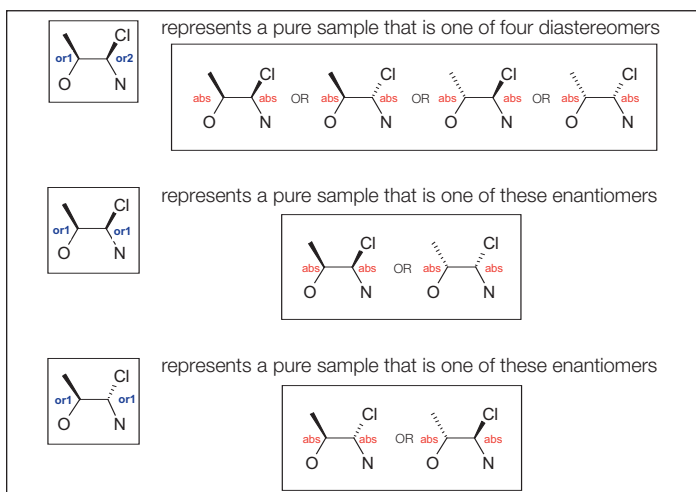 represents a pure sample that is one of four diastereomers
Cl
or1 or2
O N
Cl Cl Cl Cl
abs abs OR abs abs OR abs abs OR abs abs
O N O N O N O N
represents a pure sample that is one of these enantiomers
Cl
or1 or1
O N
Cl Cl
abs abs OR abs abs
O N O N
represents a pure sample that is one of these enantiomers
Cl
or1 or1
O N
Cl Cl
abs abs OR abs abs
O N O N